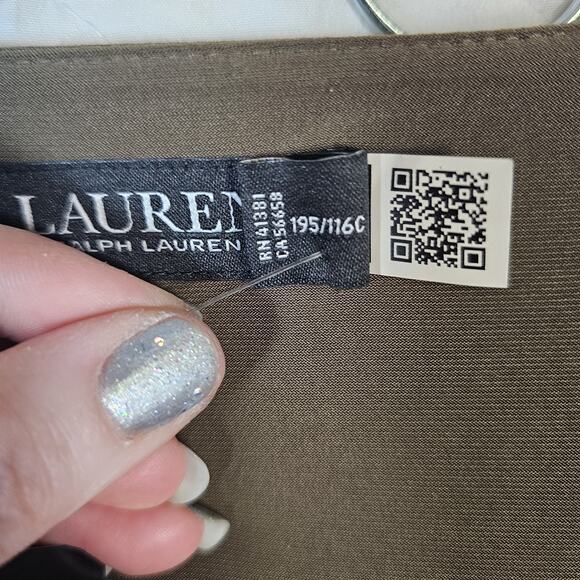 LAUREN
RALPH LAUREN
RN 41381
CA 56658
195/116C